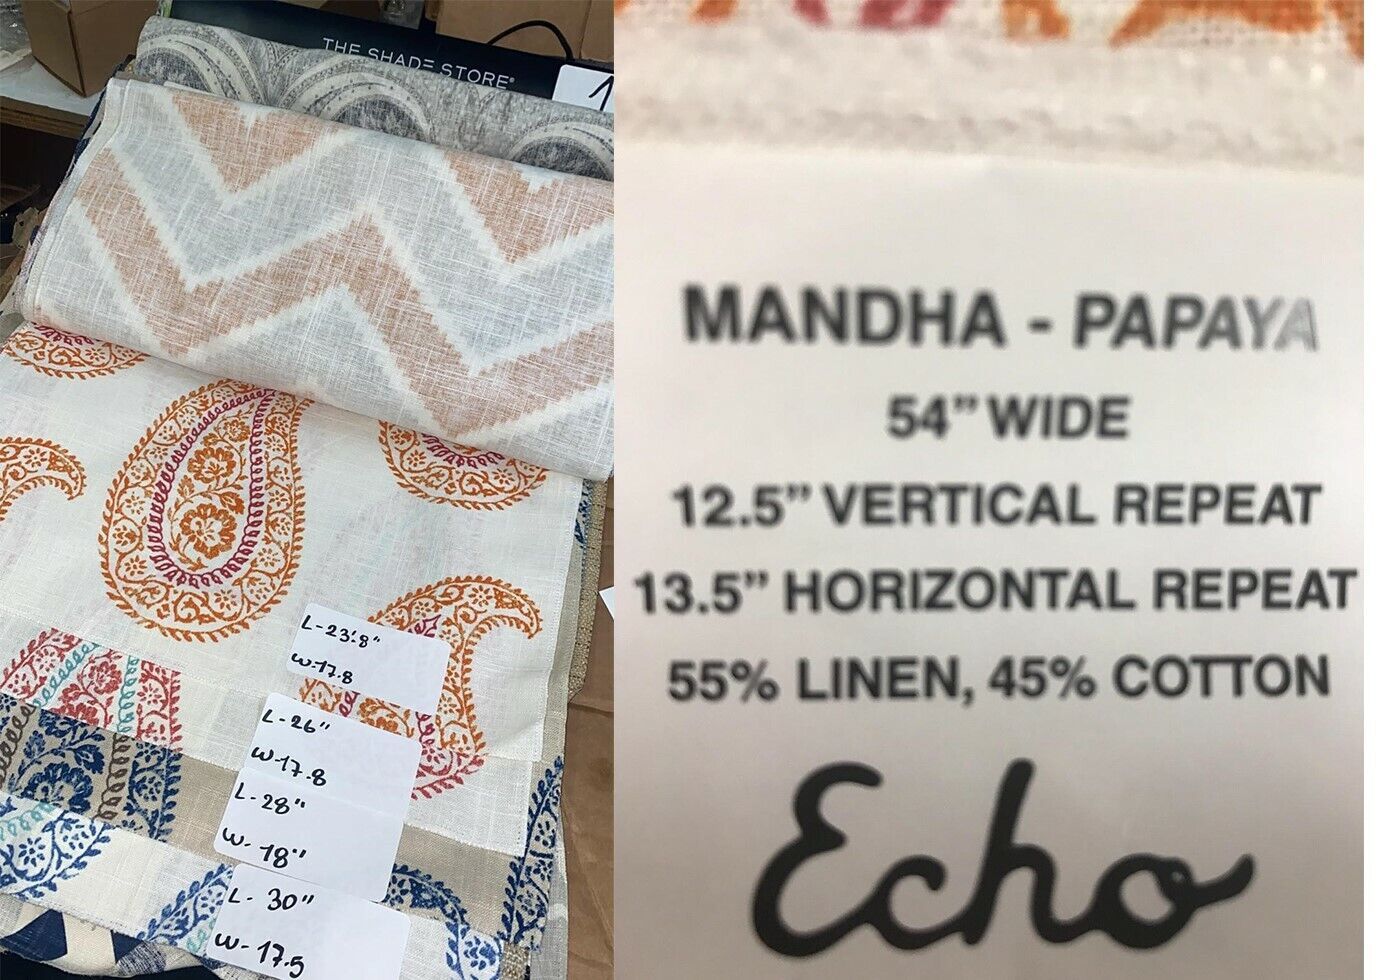 THE SHADE STORE®
1
L-23.8"
W-17.8
L-26"
W-17.8
L-28"
W-18"
L-30"
W-17.5
MANDHA - PAPAYA
54” WIDE
12.5” VERTICAL REPEAT
13.5” HORIZONTAL REPEAT
55% LINEN, 45% COTTON
Echo